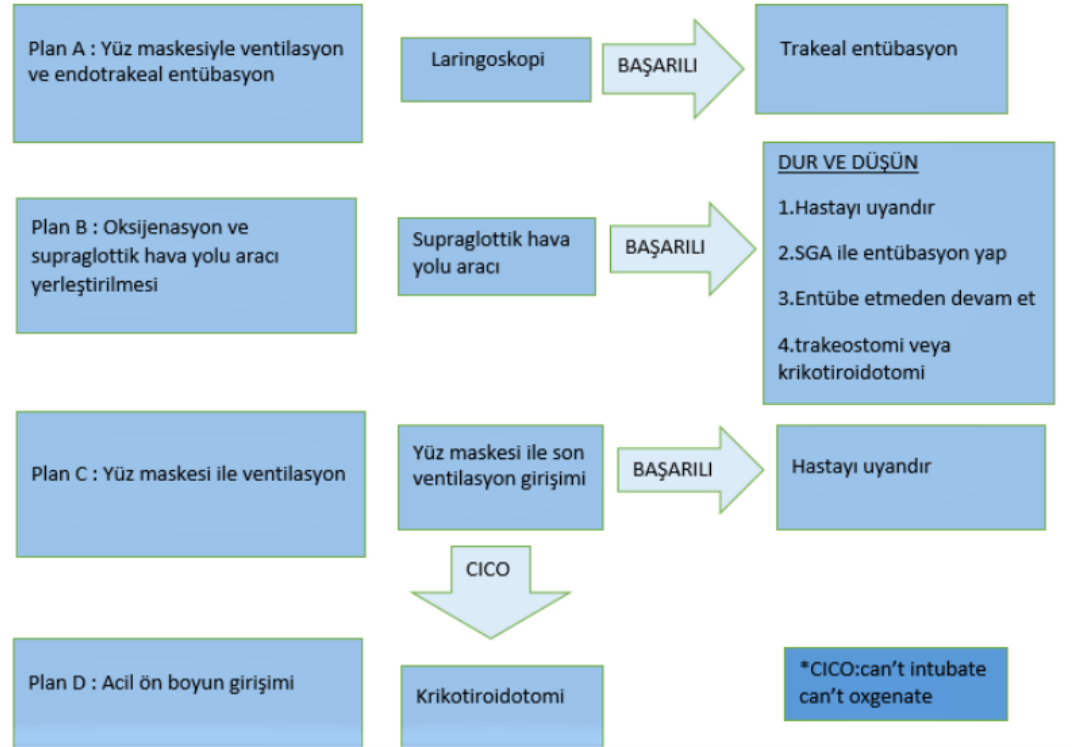 Plan A : Yüz maskesiyle ventilasyon
ve endotrakeal entübasyon
Laringoskopi
BAŞARILI
Trakeal entübasyon
Plan B : Oksijenasyon ve
supraglottik hava yolu aracı
yerleştirilmesi
Supraglottik hava
yolu aracı
BAŞARILI
DUR VE DÜŞÜN
1.Hastayı uyandır
2.SGA ile entübasyon yap
3.Entübe etmeden devam et
4.trakeostomi veya
krikotiroidotomi
Plan C : Yüz maskesi ile ventilasyon
Yüz maskesi ile son
ventilasyon girişimi
BAŞARILI
Hastayı uyandır
CICO
Plan D : Acil ön boyun girişimi
Krikotiroidotomi
*CICO:can't intubate
can't oxgenate